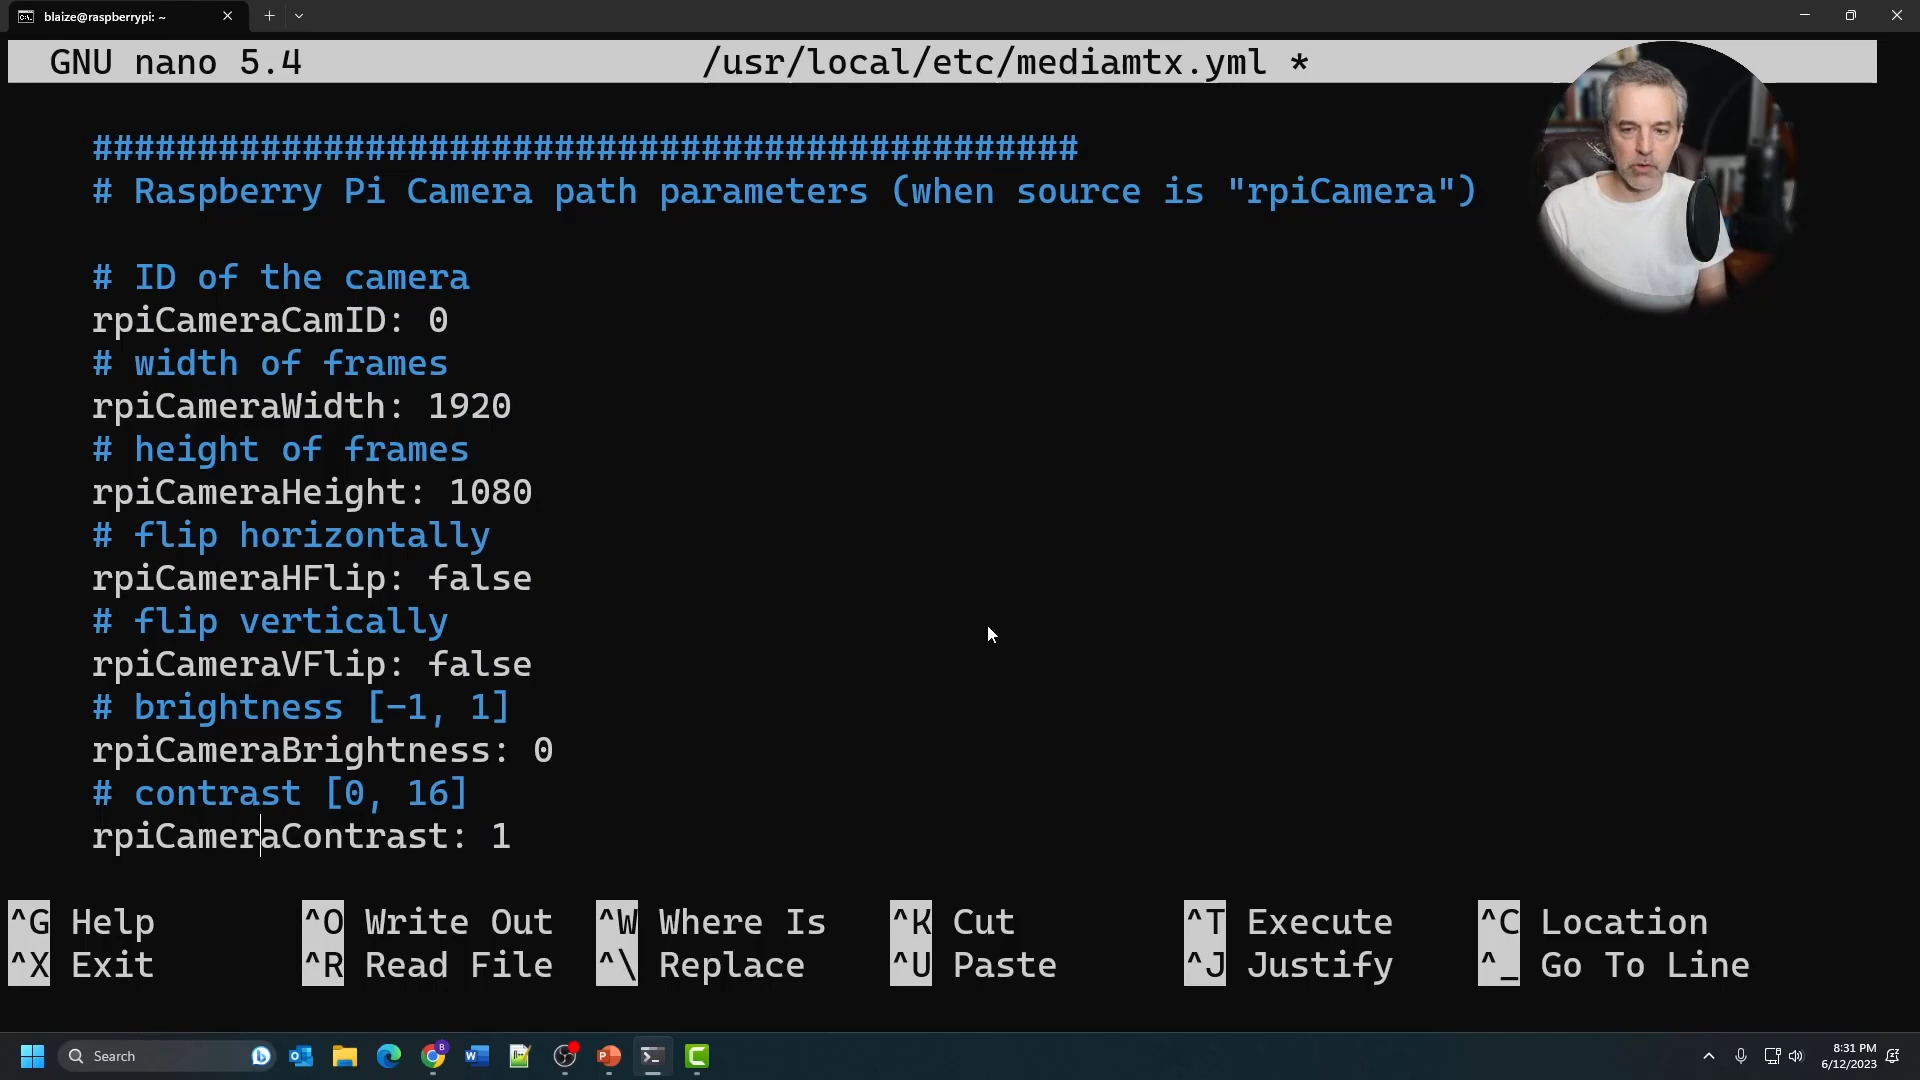 blaize@raspberrypi: ~
GNU nano 5.4 /usr/local/etc/mediamtx.yml *
###############################################
# Raspberry Pi Camera path parameters (when source is "rpiCamera")
# ID of the camera
rpiCameraCamID: 0
# width of frames
rpiCameraWidth: 1920
# height of frames
rpiCameraHeight: 1080
# flip horizontally
rpiCameraHFlip: false
# flip vertically
rpiCameraVFlip: false
# brightness [-1, 1]
rpiCameraBrightness: 0
# contrast [0, 16]
rpiCameraContrast: 1
^G Help ^O Write Out ^W Where Is ^K Cut ^T Execute ^C Location
^X Exit ^R Read File ^\ Replace ^U Paste ^J Justify ^_ Go To Line
Search
8:31 PM
6/12/2023